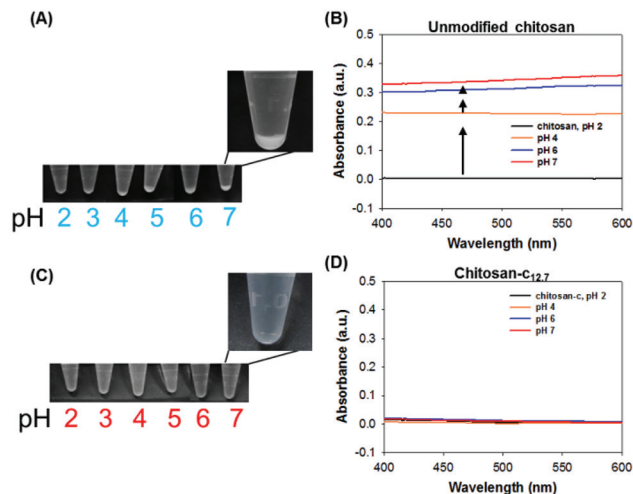 (A)
pH 2 3 4 5 6 7
(B)
Unmodified chitosan
Absorbance (a.u.)
0.5
0.4
0.3
0.2
0.1
0.0
-0.1
chitosan, pH 2
pH 4
pH 6
pH 7
400 450 500 550 600
Wavelength (nm)
(C)
pH 2 3 4 5 6 7
(D)
Chitosan-c12.7
Absorbance (a.u.)
0.5
0.4
0.3
0.2
0.1
0.0
-0.1
chitosan-c, pH 2
pH 4
pH 6
pH 7
400 450 500 550 600
Wavelength (nm)